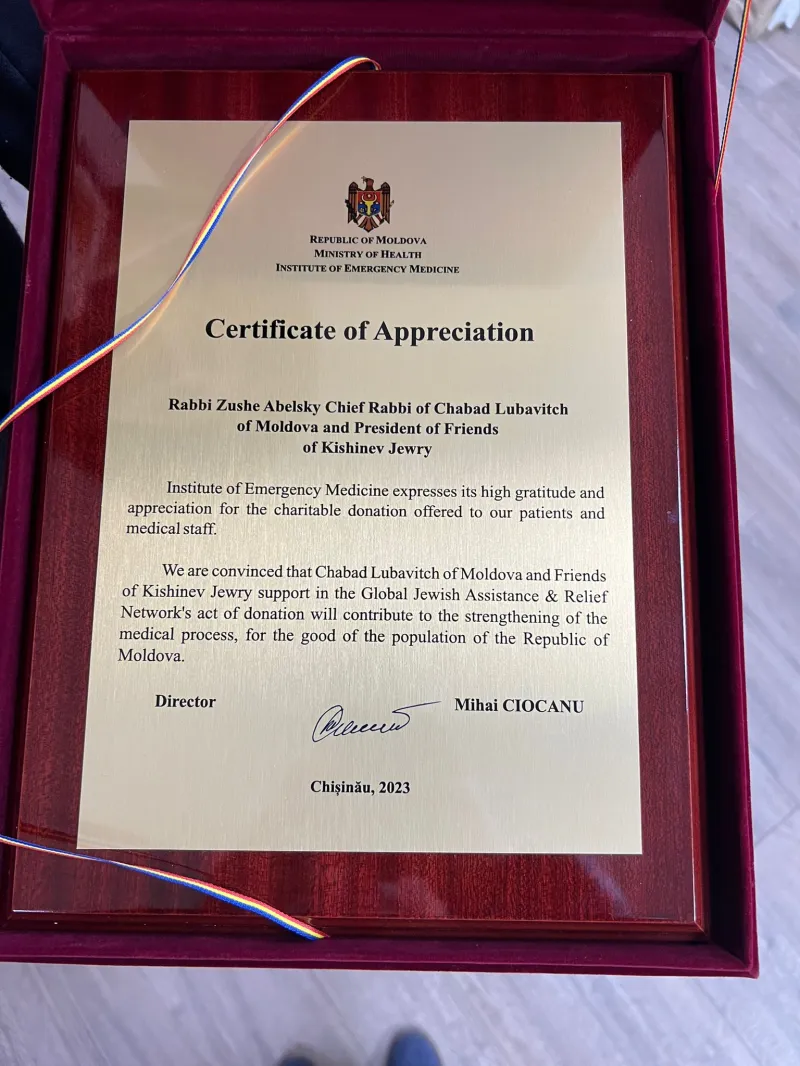 REPUBLIC OF MOLDOVA
MINISTRY OF HEALTH
INSTITUTE OF EMERGENCY MEDICINE
Certificate of Appreciation
Rabbi Zushe Abelsky Chief Rabbi of Chabad Lubavitch
of Moldova and President of Friends
of Kishinev Jewry
Institute of Emergency Medicine expresses its high gratitude and
appreciation for the charitable donation offered to our patients and
medical staff.
We are convinced that Chabad Lubavitch of Moldova and Friends
of Kishinev Jewry support in the Global Jewish Assistance & Relief
Network's act of donation will contribute to the strengthening of the
medical process, for the good of the population of the Republic of
Moldova.
Director Mihai CIOCANU
Chișinău, 2023